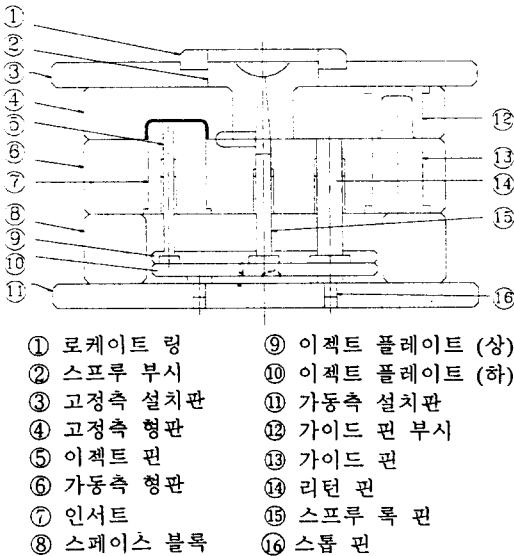 ①
②
③
④
⑤
⑥
⑦
⑧
⑨
⑩
⑪
⑫
⑬
⑭
⑮
⑯
① 로케이트 링
② 스프루 부시
③ 고정측 설치판
④ 고정측 형판
⑤ 이젝트 핀
⑥ 가동측 형판
⑦ 인서트
⑧ 스페이스 블록
⑨ 이젝트 플레이트 (상)
⑩ 이젝트 플레이트 (하)
⑪ 가동측 설치판
⑫ 가이드 핀 부시
⑬ 가이드 핀
⑭ 리턴 핀
⑮ 스프루 록 핀
⑯ 스톱 핀